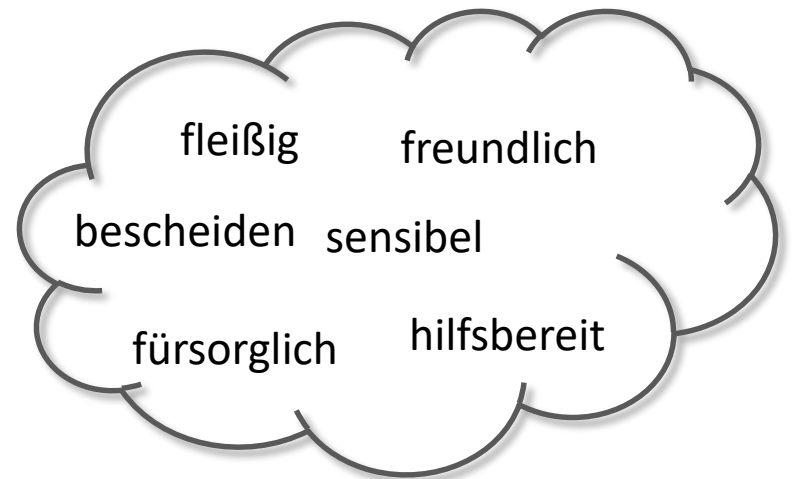 fleißig freundlich
bescheiden sensibel
fürsorglich hilfsbereit